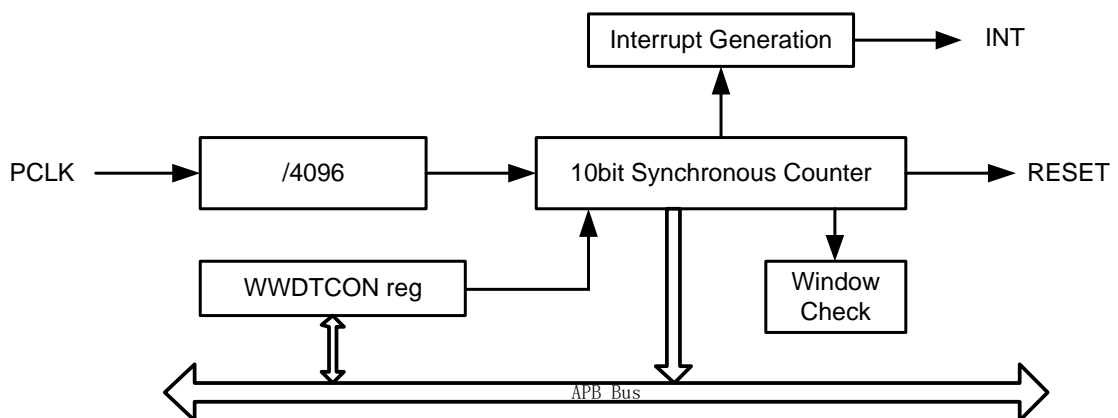 Interrupt Generation
INT
PCLK
/4096
10bit Synchronous Counter
RESET
WWDTCON reg
Window
Check
APB Bus